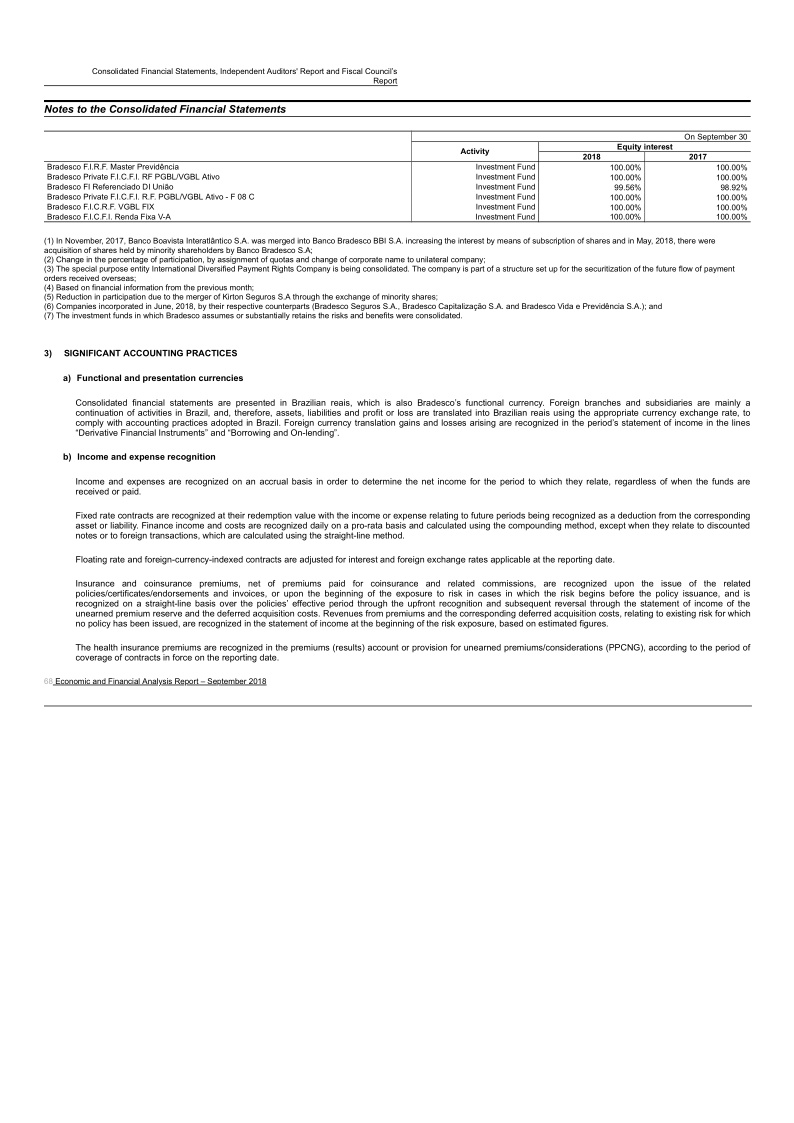 Consolidated Financial Statements, Independent Auditors' Report and Fiscal Council's
Report
Notes to the Consolidated Financial Statements
On September 30
Activity
Equity interest
2018 2017
Bradesco F.I.R.F. Master Previdência Investment Fund 100.00% 100.00%
Bradesco Private F.I.C.F.I. RF PGBL/VGBL Ativo Investment Fund 100.00% 100.00%
Bradesco FI Referenciado DI União Investment Fund 99.56% 98.92%
Bradesco Private F.I.C.F.I. R.F. PGBL/VGBL Ativo - F 08 C Investment Fund 100.00% 100.00%
Bradesco F.I.C.R.F. VGBL FIX Investment Fund 100.00% 100.00%
Bradesco F.I.C.F.I. Renda Fixa V-A Investment Fund 100.00% 100.00%
(1) In November, 2017, Banco Boavista Interatlântico S.A. was merged into Banco Bradesco BBI S.A. increasing the interest by means of subscription of shares and in May, 2018, there were
acquisition of shares held by minority shareholders by Banco Bradesco S.A;
(2) Change in the percentage of participation, by assignment of quotas and change of corporate name to unilateral company;
(3) The special purpose entity International Diversified Payment Rights Company is being consolidated. The company is part of a structure set up for the securitization of the future flow of payment
orders received overseas;
(4) Based on financial information from the previous month;
(5) Reduction in participation due to the merger of Kirton Seguros S.A through the exchange of minority shares;
(6) Companies incorporated in June, 2018, by their respective counterparts (Bradesco Seguros S.A., Bradesco Capitalização S.A. and Bradesco Vida e Previdência S.A.); and
(7) The investment funds in which Bradesco assumes or substantially retains the risks and benefits were consolidated.
3) SIGNIFICANT ACCOUNTING PRACTICES
a) Functional and presentation currencies
Consolidated financial statements are presented in Brazilian reais, which is also Bradesco's functional currency. Foreign branches and subsidiaries are mainly a
continuation of activities in Brazil, and, therefore, assets, liabilities and profit or loss are translated into Brazilian reais using the appropriate currency exchange rate, to
comply with accounting practices adopted in Brazil. Foreign currency translation gains and losses arising are recognized in the period's statement of income in the lines
“Derivative Financial Instruments” and “Borrowing and On-lending”.
b) Income and expense recognition
Income and expenses are recognized on an accrual basis in order to determine the net income for the period to which they relate, regardless of when the funds are
received or paid.
Fixed rate contracts are recognized at their redemption value with the income or expense relating to future periods being recognized as a deduction from the corresponding
asset or liability. Finance income and costs are recognized daily on a pro-rata basis and calculated using the compounding method, except when they relate to discounted
notes or to foreign transactions, which are calculated using the straight-line method.
Floating rate and foreign-currency-indexed contracts are adjusted for interest and foreign exchange rates applicable at the reporting date.
Insurance and coinsurance premiums, net of premiums paid for coinsurance and related commissions, are recognized upon the issue of the related
policies/certificates/endorsements and invoices, or upon the beginning of the exposure to risk in cases in which the risk begins before the policy issuance, and is
recognized on a straight-line basis over the policies' effective period through the upfront recognition and subsequent reversal through the statement of income of the
unearned premium reserve and the deferred acquisition costs. Revenues from premiums and the corresponding deferred acquisition costs, relating to existing risk for which
no policy has been issued, are recognized in the statement of income at the beginning of the risk exposure, based on estimated figures.
The health insurance premiums are recognized in the premiums (results) account or provision for unearned premiums/considerations (PPCNG), according to the period of
coverage of contracts in force on the reporting date.
68 Economic and Financial Analysis Report – September 2018